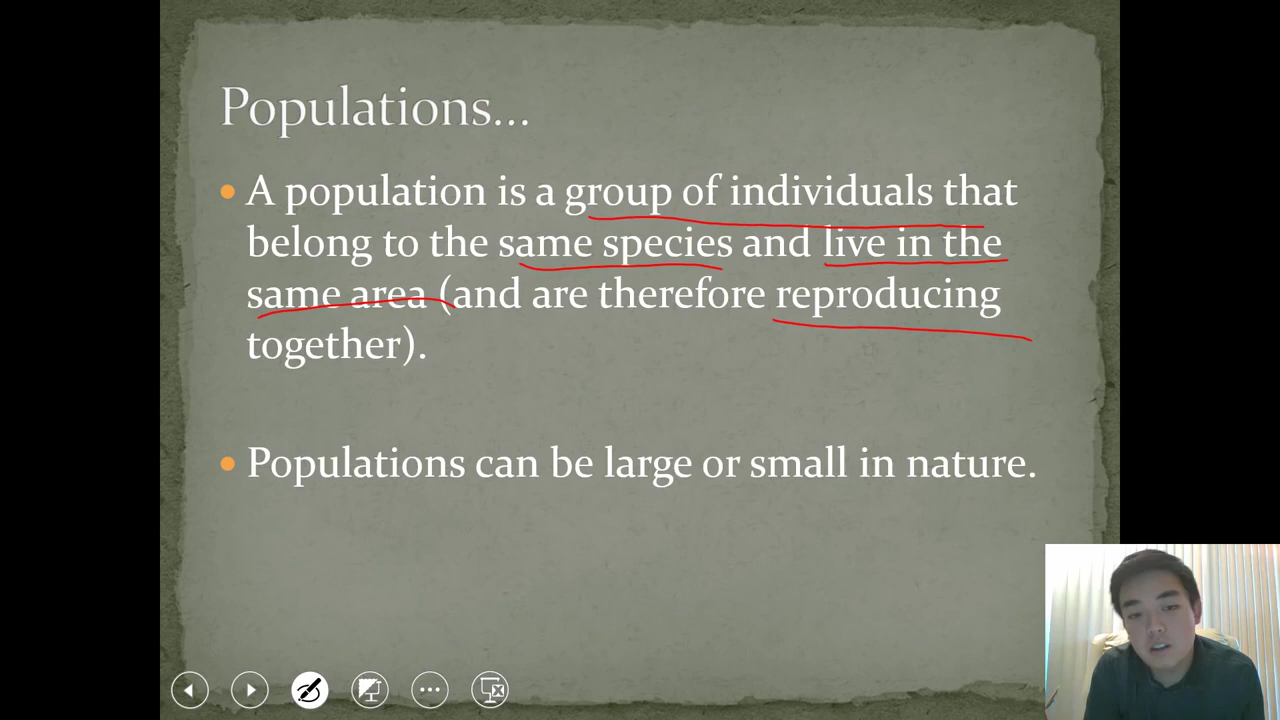 Populations...
• A population is a group of individuals that
belong to the same species and live in the
same area (and are therefore reproducing
together).
• Populations can be large or small in nature.